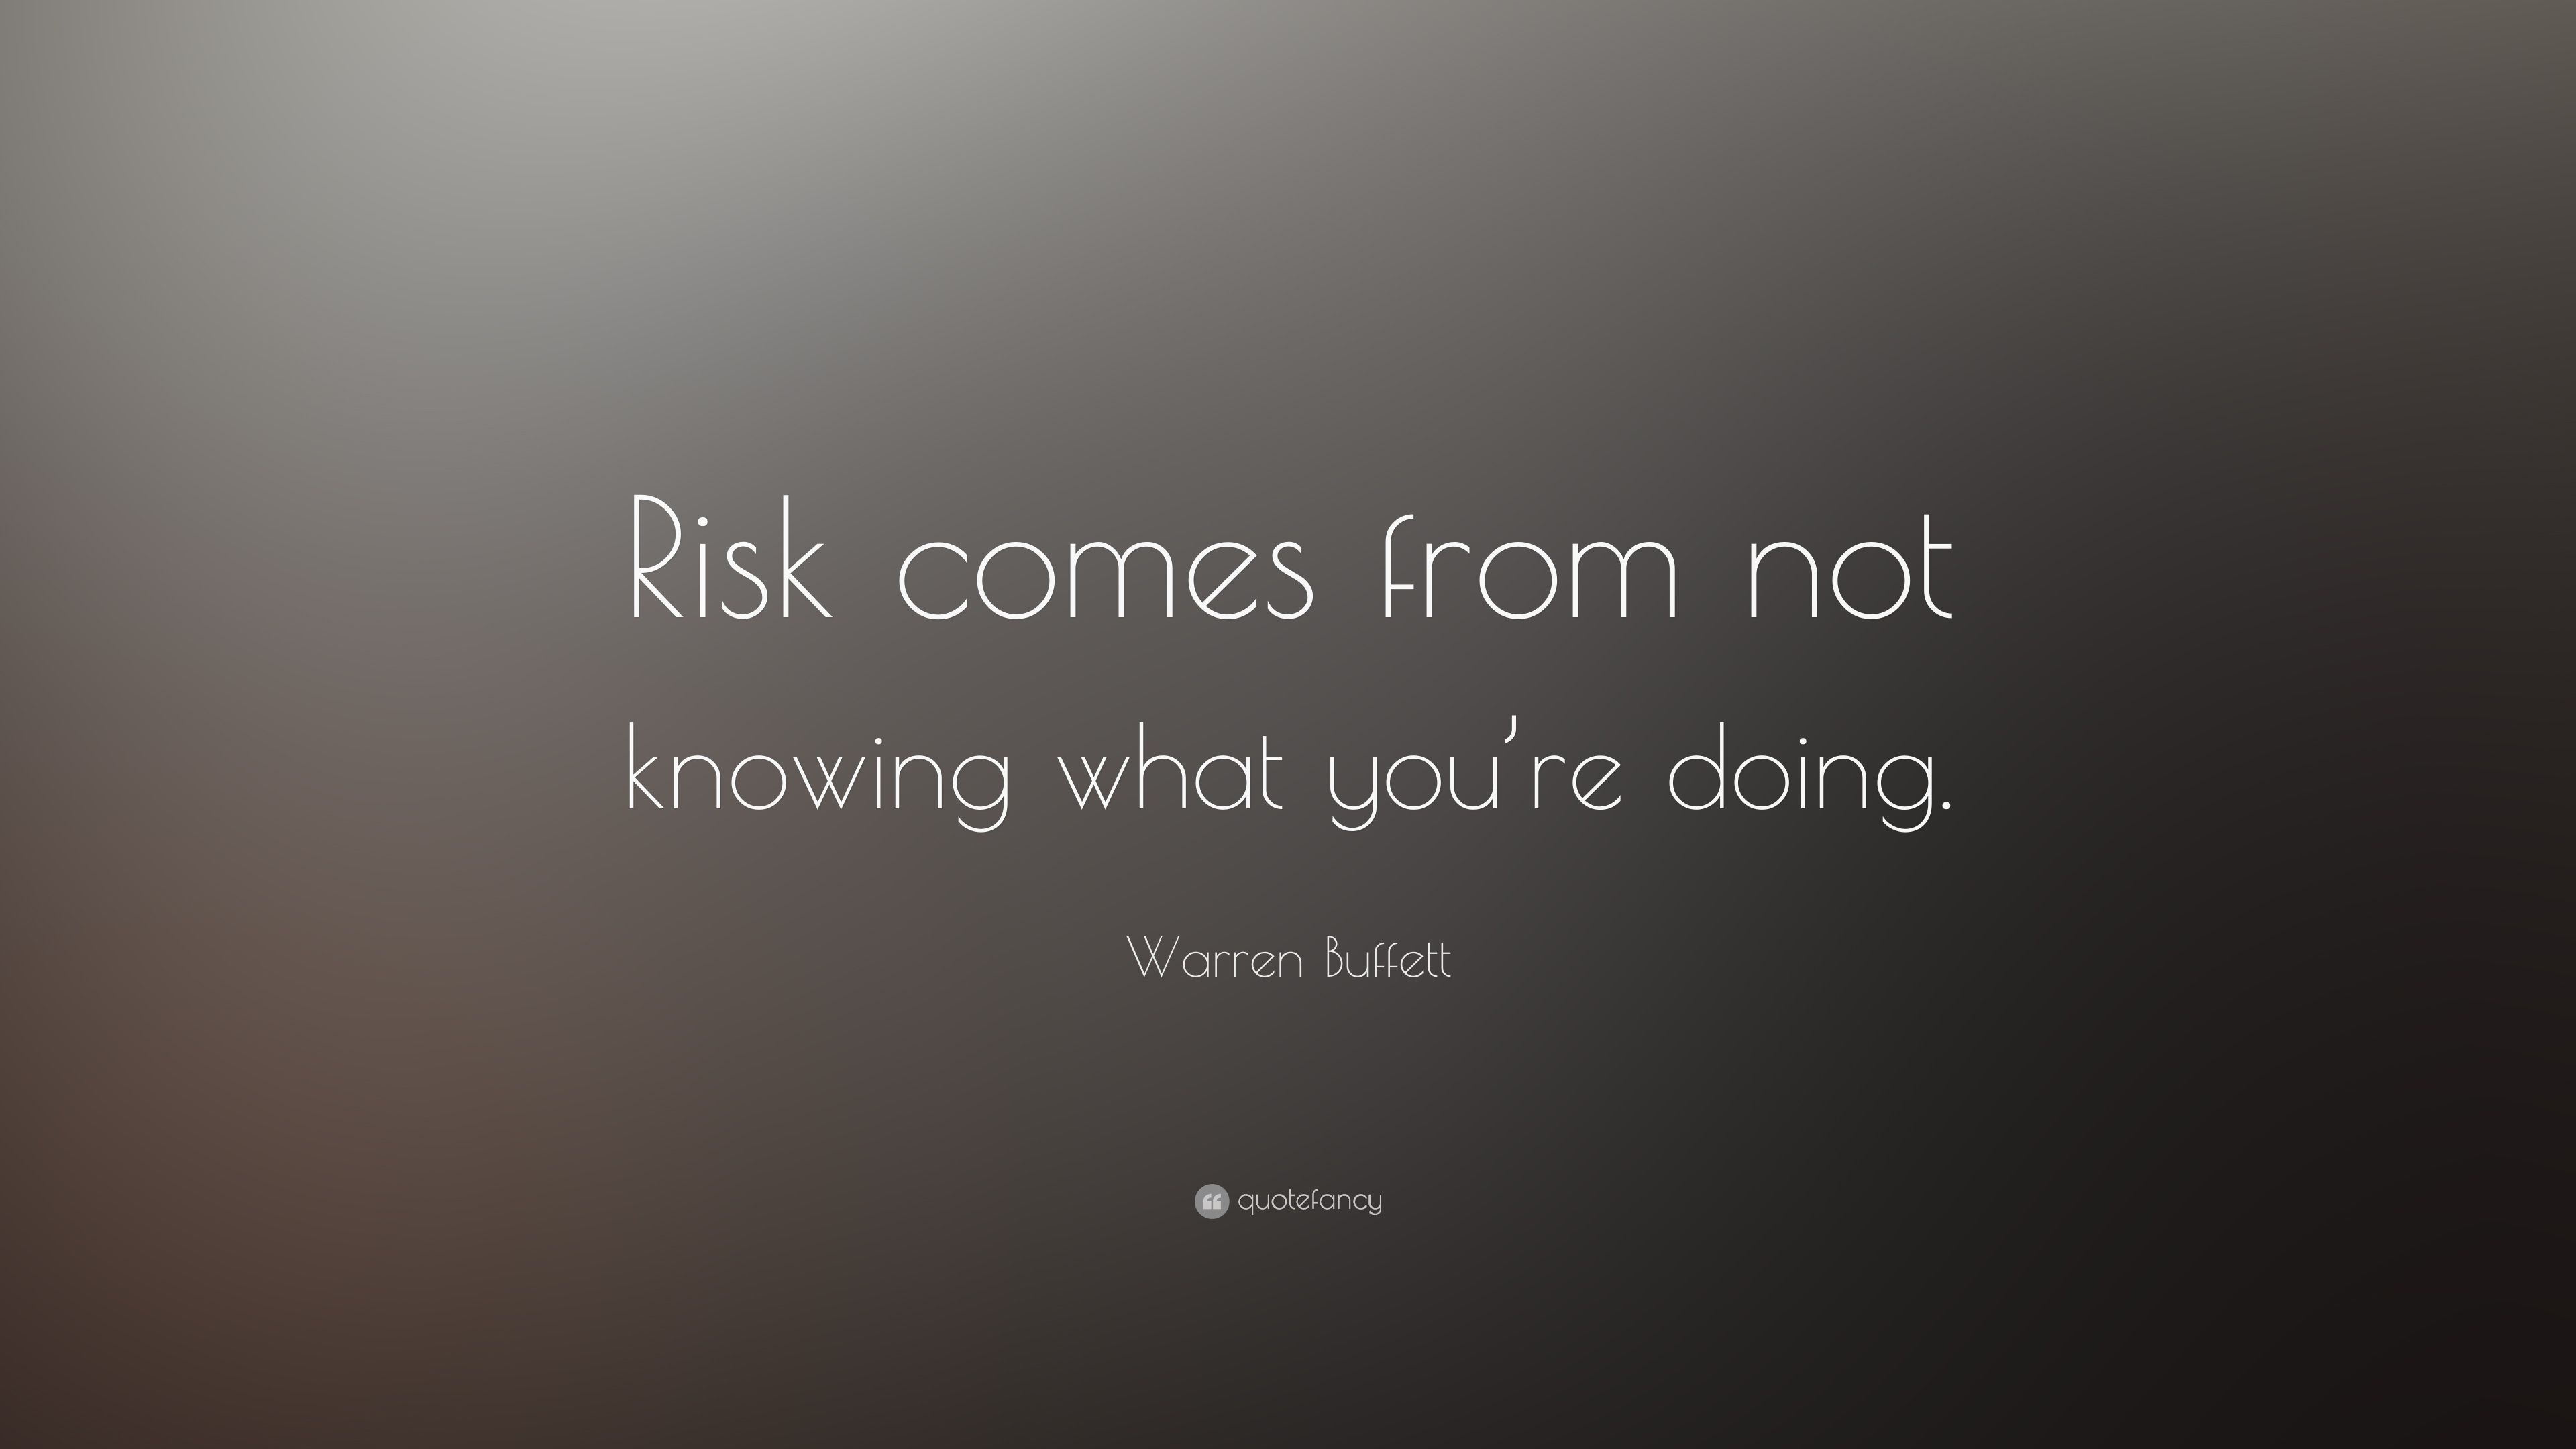 Risk comes from not
knowing what you’re doing.
Warren Buffett
quotefancy